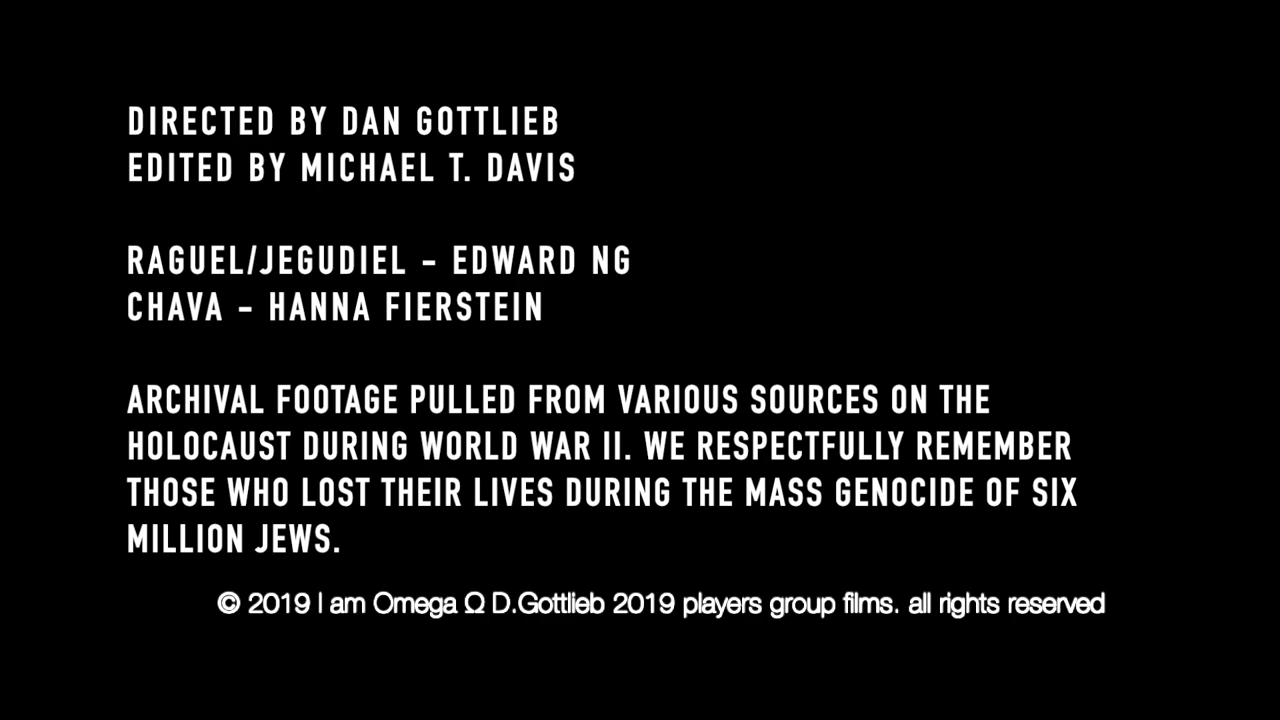 DIRECTED BY DAN GOTTLIEB
EDITED BY MICHAEL T. DAVIS
RAGUEL/JEGUDIEL - EDWARD NG
CHAVA - HANNA FIERSTEIN
ARCHIVAL FOOTAGE PULLED FROM VARIOUS SOURCES ON THE
HOLOCAUST DURING WORLD WAR II. WE RESPECTFULLY REMEMBER
THOSE WHO LOST THEIR LIVES DURING THE MASS GENOCIDE OF SIX
MILLION JEWS.
© 2019 I am Omega Ω D.Gottlieb 2019 players group films. all rights reserved